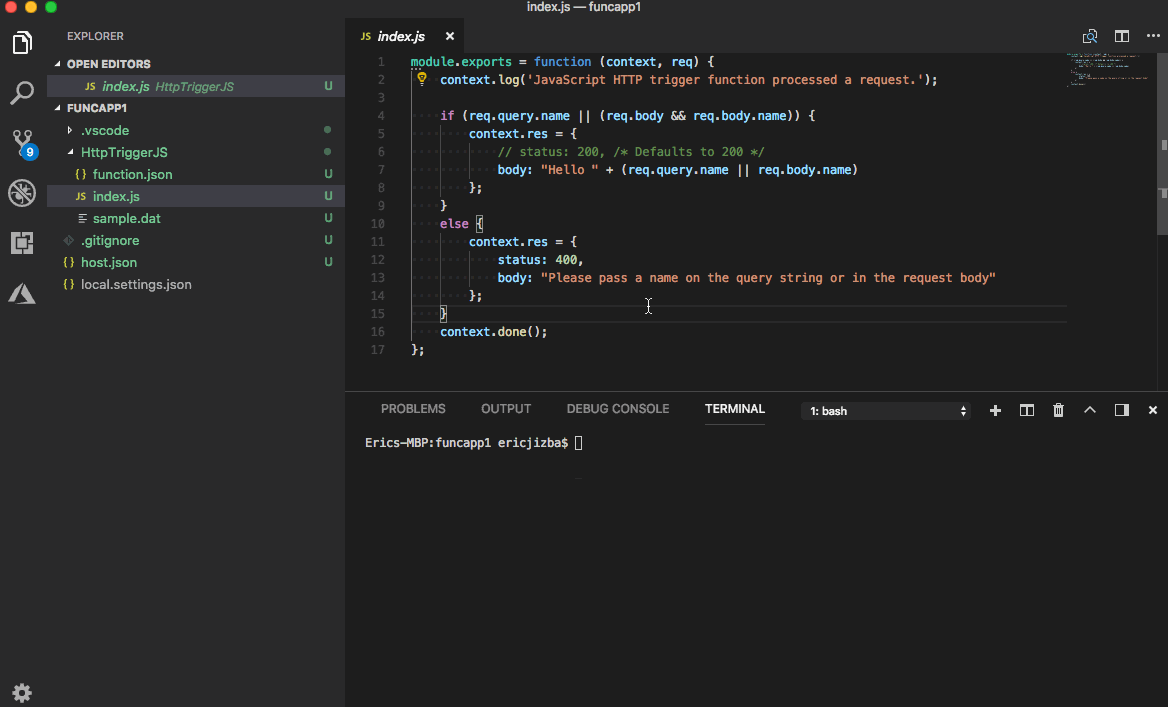 index.js — funcapp1
EXPLORER
OPEN EDITORS
JS index.js HttpTriggerJS U
FUNCAPP1
.vscode
HttpTriggerJS
{} function.json U
JS index.js U
sample.dat U
.gitignore U
{} host.json U
{} local.settings.json
9
JS index.js ×
1 module.exports = function (context, req) {
2 context.log('JavaScript HTTP trigger function processed a request.');
3
4 if (req.query.name || (req.body && req.body.name)) {
5 context.res = {
6 // status: 200, /* Defaults to 200 */
7 body: "Hello " + (req.query.name || req.body.name)
8 };
9 }
10 else {
11 context.res = {
12 status: 400,
13 body: "Please pass a name on the query string or in the request body"
14 };
15 }
16 context.done();
17 };
PROBLEMS OUTPUT DEBUG CONSOLE TERMINAL 1: bash
Erics-MBP:funcapp1 ericjizba$